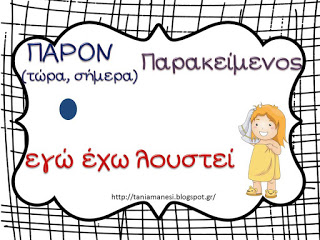 ΠΑΡΟΝ
(τώρα, σήμερα)
Παρακείμενος
εγώ έχω λουστεί
http://taniamanesi.blogspot.gr/